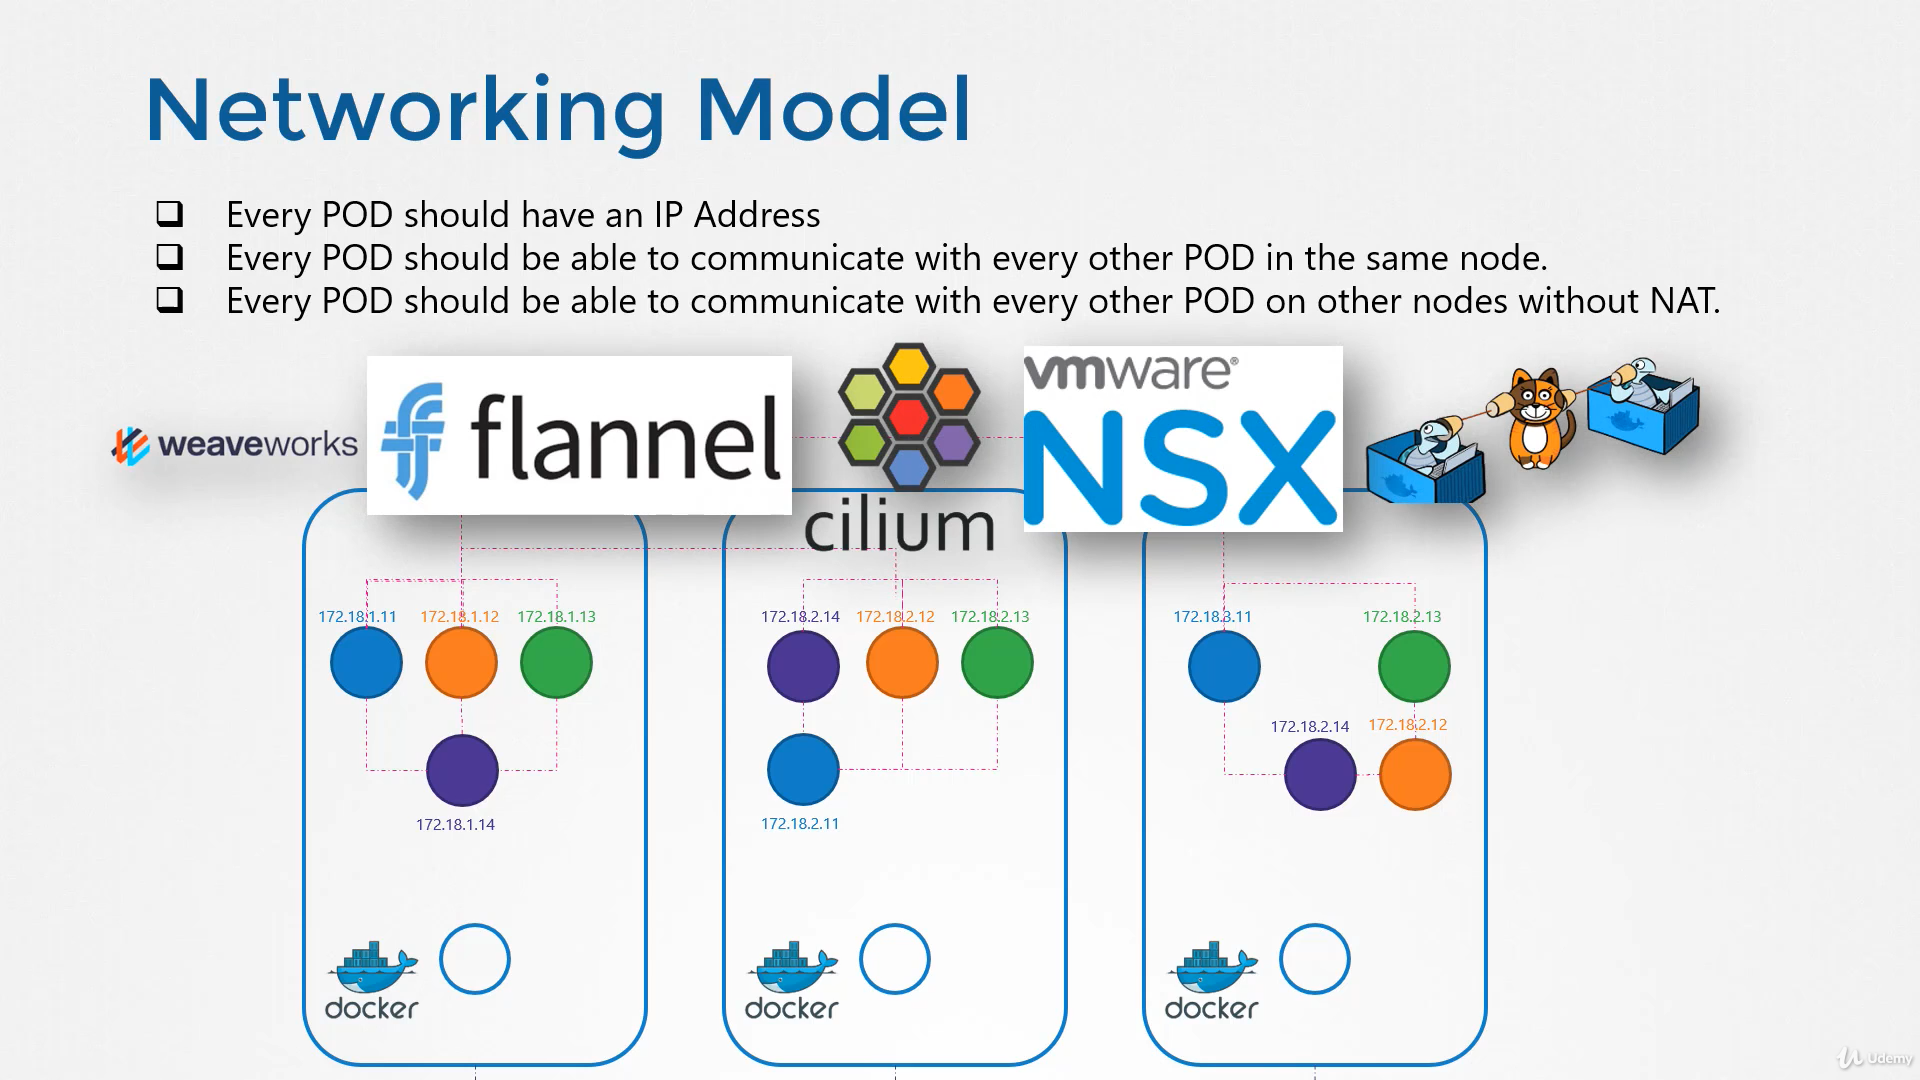 Networking Model
Every POD should have an IP Address
Every POD should be able to communicate with every other POD in the same node.
Every POD should be able to communicate with every other POD on other nodes without NAT.
weaveworks
flannel
cilium
vmware®
NSX
172.18.1.11 172.18.1.12 172.18.1.13
172.18.1.14
172.18.2.14 172.18.2.12 172.18.2.13
172.18.2.11
172.18.3.11 172.18.2.13
172.18.2.14 172.18.2.12
docker
docker
docker
Udemy